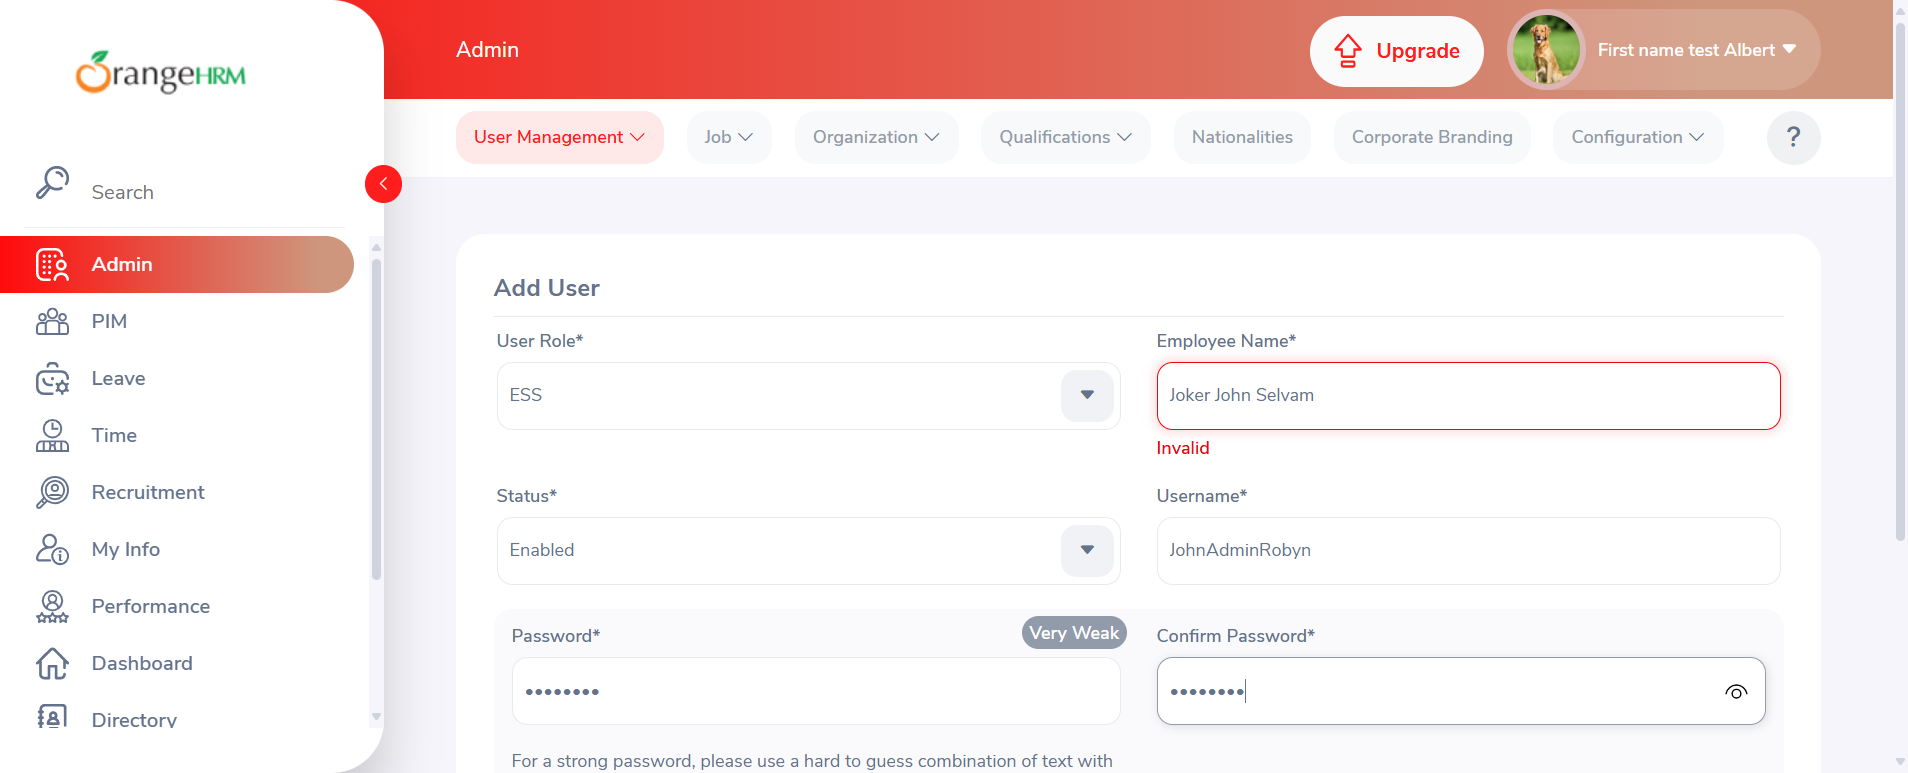 OrangeHRM
Search
Admin
PIM
Leave
Time
Recruitment
My Info
Performance
Dashboard
Directory
Admin
Upgrade
First name test Albert
User Management
Job
Organization
Qualifications
Nationalities
Corporate Branding
Configuration
?
Add User
User Role*
ESS
Employee Name*
Joker John Selvam
Invalid
Status*
Enabled
Username*
JohnAdminRobyn
Password*
Very Weak
••••••••
Confirm Password*
••••••••
For a strong password, please use a hard to guess combination of text with